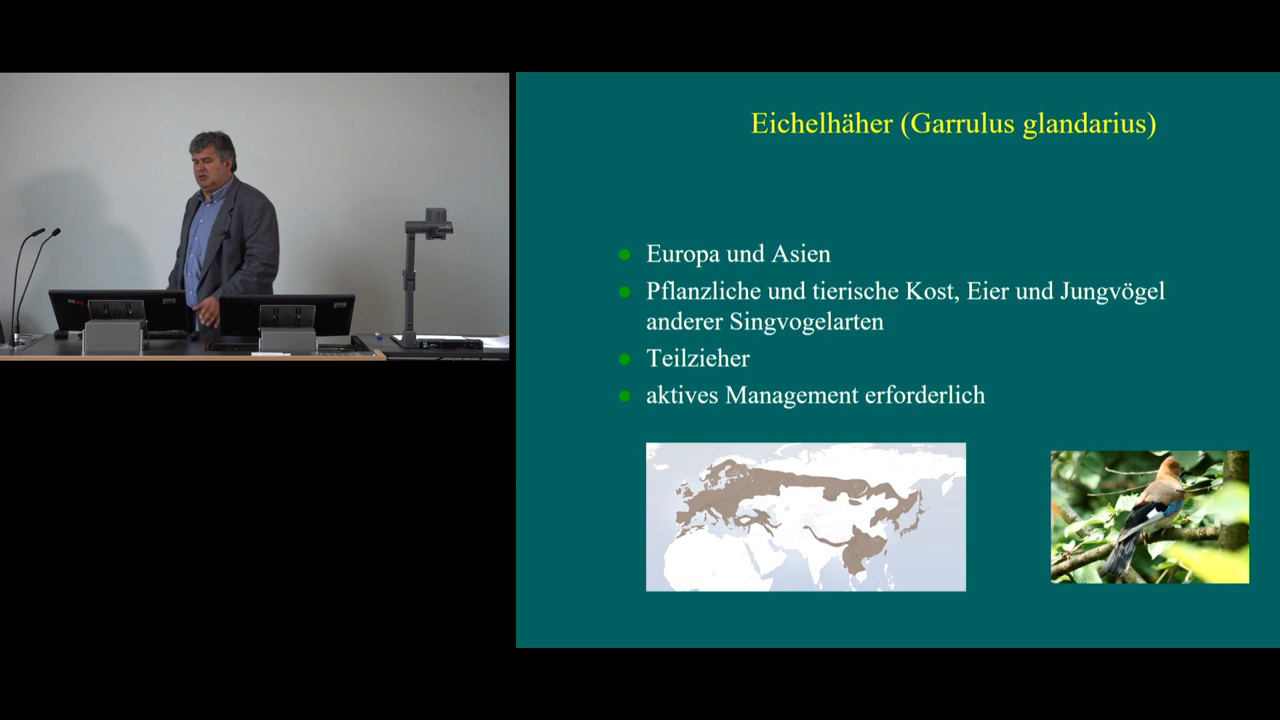 Eichelhäher (Garrulus glandarius)
Europa und Asien
Pflanzliche und tierische Kost, Eier und Jungvögel
anderer Singvogelarten
Teilzieher
aktives Management erforderlich